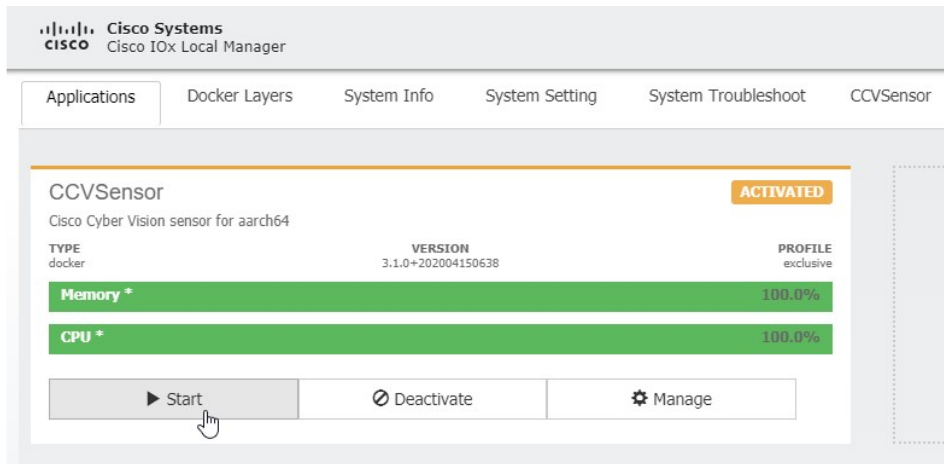 Cisco Systems
CISCO Cisco IOx Local Manager
Applications Docker Layers System Info System Setting System Troubleshoot CCVSensor
CCVSensor ACTIVATED
Cisco Cyber Vision sensor for aarch64
TYPE VERSION PROFILE
docker 3.1.0+202004150638 exclusive
Memory * 100.0%
CPU * 100.0%
Start Deactivate Manage